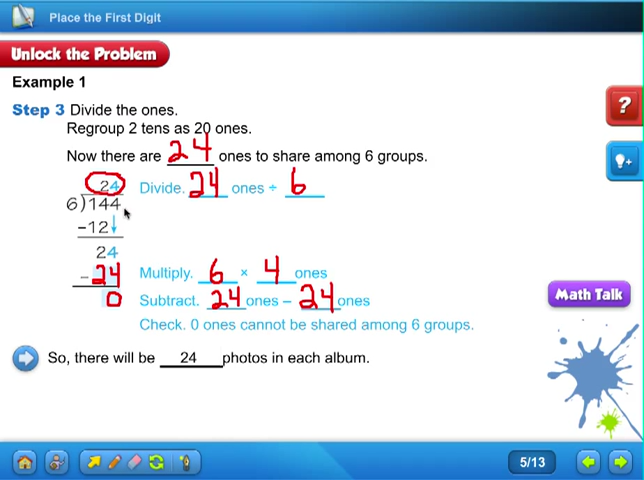 Place the First Digit
Unlock the Problem
Example 1
Step 3 Divide the ones.
Regroup 2 tens as 20 ones.
Now there are 24 ones to share among 6 groups.
24 Divide. 24 ones ÷ 6
6)144
-12↓
24
-24 Multiply. 6 × 4 ones
0 Subtract. 24 ones - 24 ones
Check. 0 ones cannot be shared among 6 groups.
So, there will be 24 photos in each album.
?
Math Talk
5/13